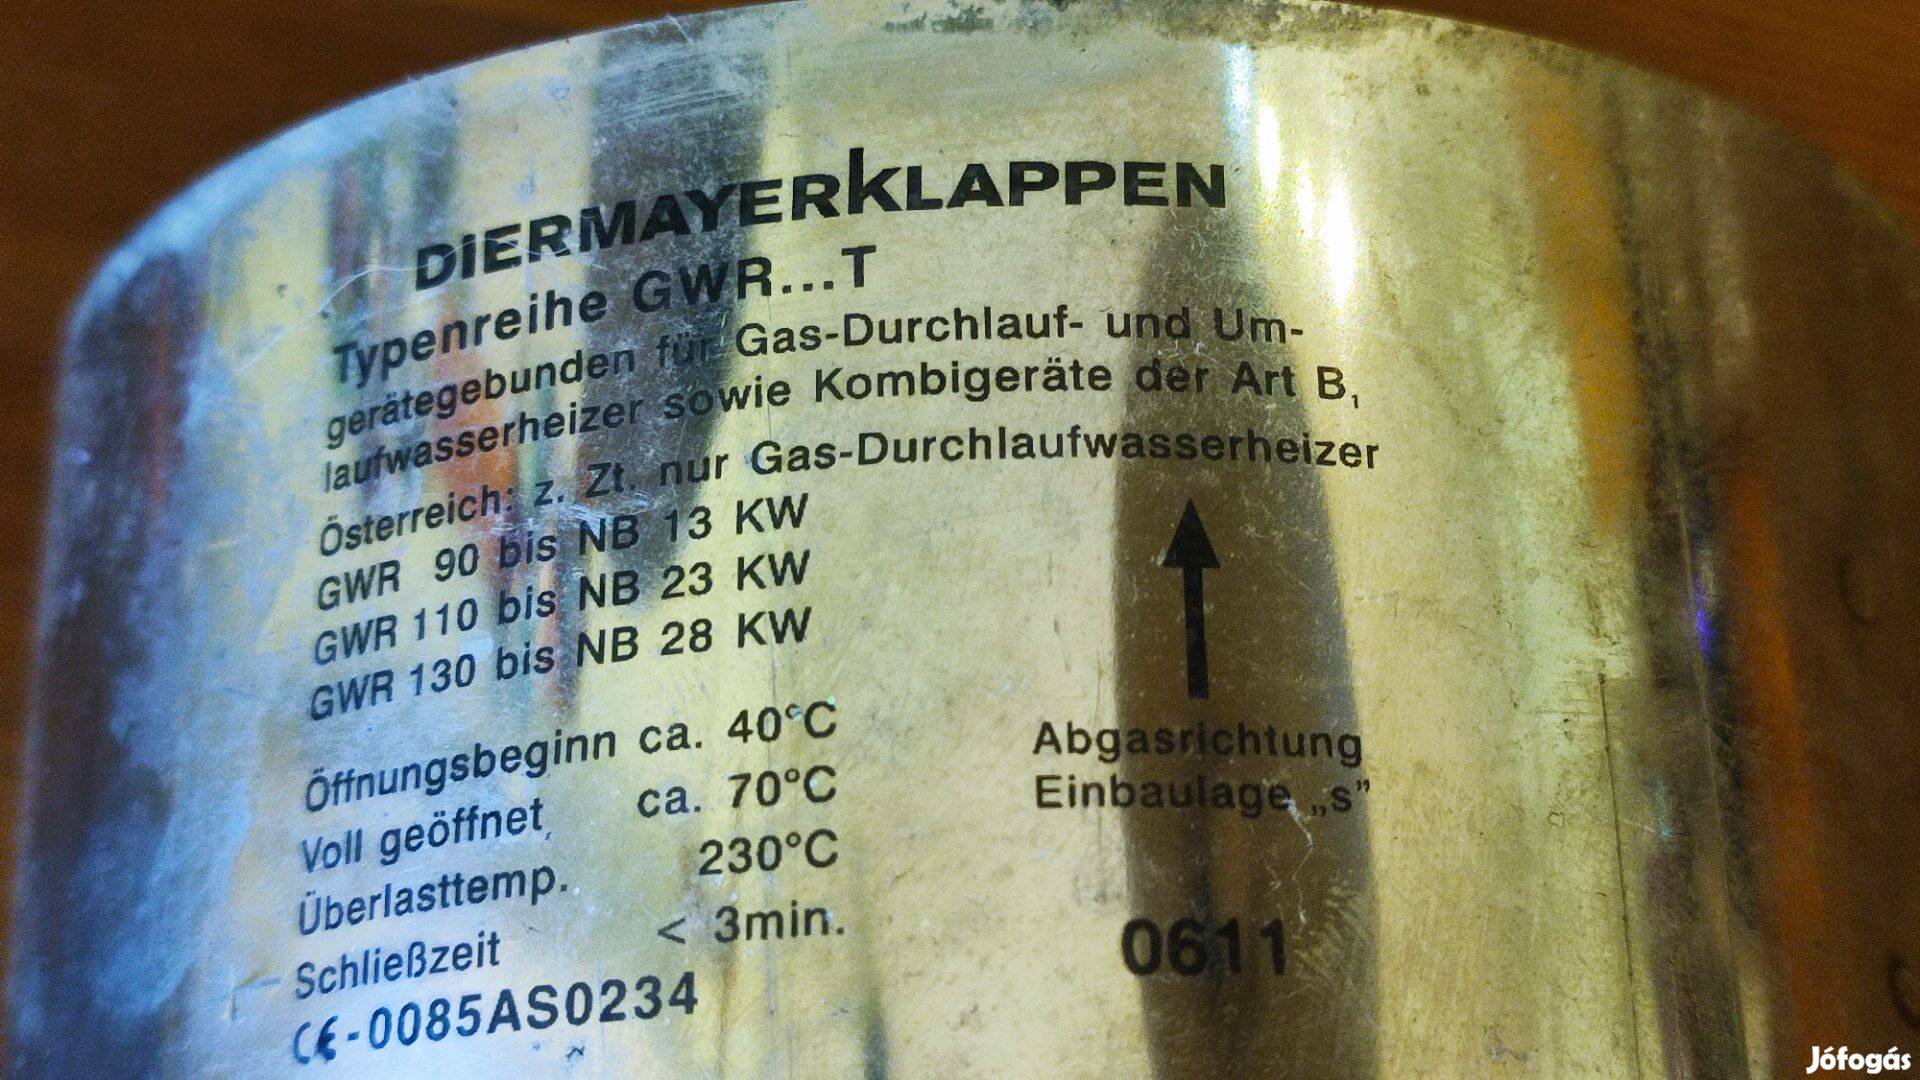 DIERMAYERKLAPPEN
Typenreihe GWR...T
gerätegebunden für Gas-Durchlauf- und Um-
laufwasserheizer sowie Kombigeräte der Art B₁
Österreich: z. Zt. nur Gas-Durchlaufwasserheizer
GWR 90 bis NB 13 KW
GWR 110 bis NB 23 KW
GWR 130 bis NB 28 KW
Öffnungsbeginn ca. 40°C
Voll geöffnet ca. 70°C
Überlasttemp. 230°C
Schließzeit < 3min.
CE-0085AS0234
Abgasrichtung
Einbaulage „s”
0611
Jófogás